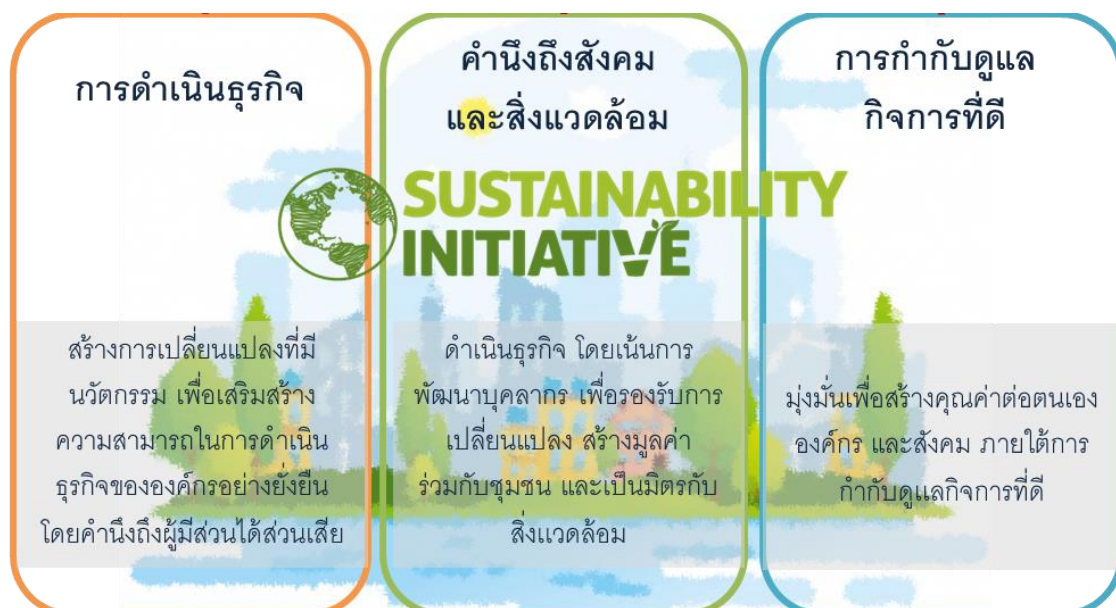 การดำเนินธุรกิจ
คำนึงถึงสังคม
และสิ่งแวดล้อม
การกำกับดูแล
กิจการที่ดี
SUSTAINABILITY
INITIATIVE
สร้างการเปลี่ยนแปลงที่มี
นวัตกรรม เพื่อเสริมสร้าง
ความสามารถในการดำเนิน
ธุรกิจขององค์กรอย่างยั่งยืน
โดยคำนึงถึงผู้มีส่วนได้ส่วนเสีย
ดำเนินธุรกิจ โดยเน้นการ
พัฒนาบุคลากร เพื่อรองรับการ
เปลี่ยนแปลง สร้างมูลค่า
ร่วมกับชุมชน และเป็นมิตรกับ
สิ่งแวดล้อม
มุ่งมั่นเพื่อสร้างคุณค่าต่อตนเอง
องค์กร และสังคม ภายใต้การ
กำกับดูแลกิจการที่ดี